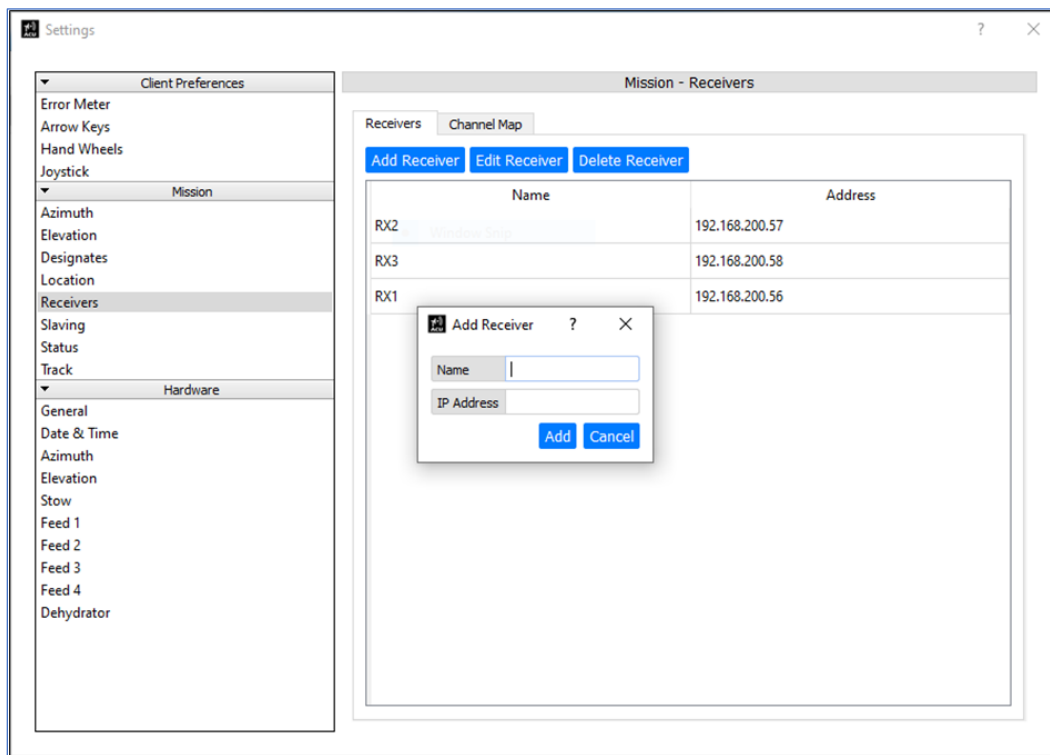 Settings
?
Client Preferences
Error Meter
Arrow Keys
Hand Wheels
Joystick
Mission
Azimuth
Elevation
Designates
Location
Receivers
Slaving
Status
Track
Hardware
General
Date & Time
Azimuth
Elevation
Stow
Feed 1
Feed 2
Feed 3
Feed 4
Dehydrator
Mission - Receivers
Receivers Channel Map
Add Receiver Edit Receiver Delete Receiver
Name Address
RX2 192.168.200.57
Window Snip
RX3 192.168.200.58
RX1 192.168.200.56
Add Receiver ?
Name
IP Address
Add Cancel